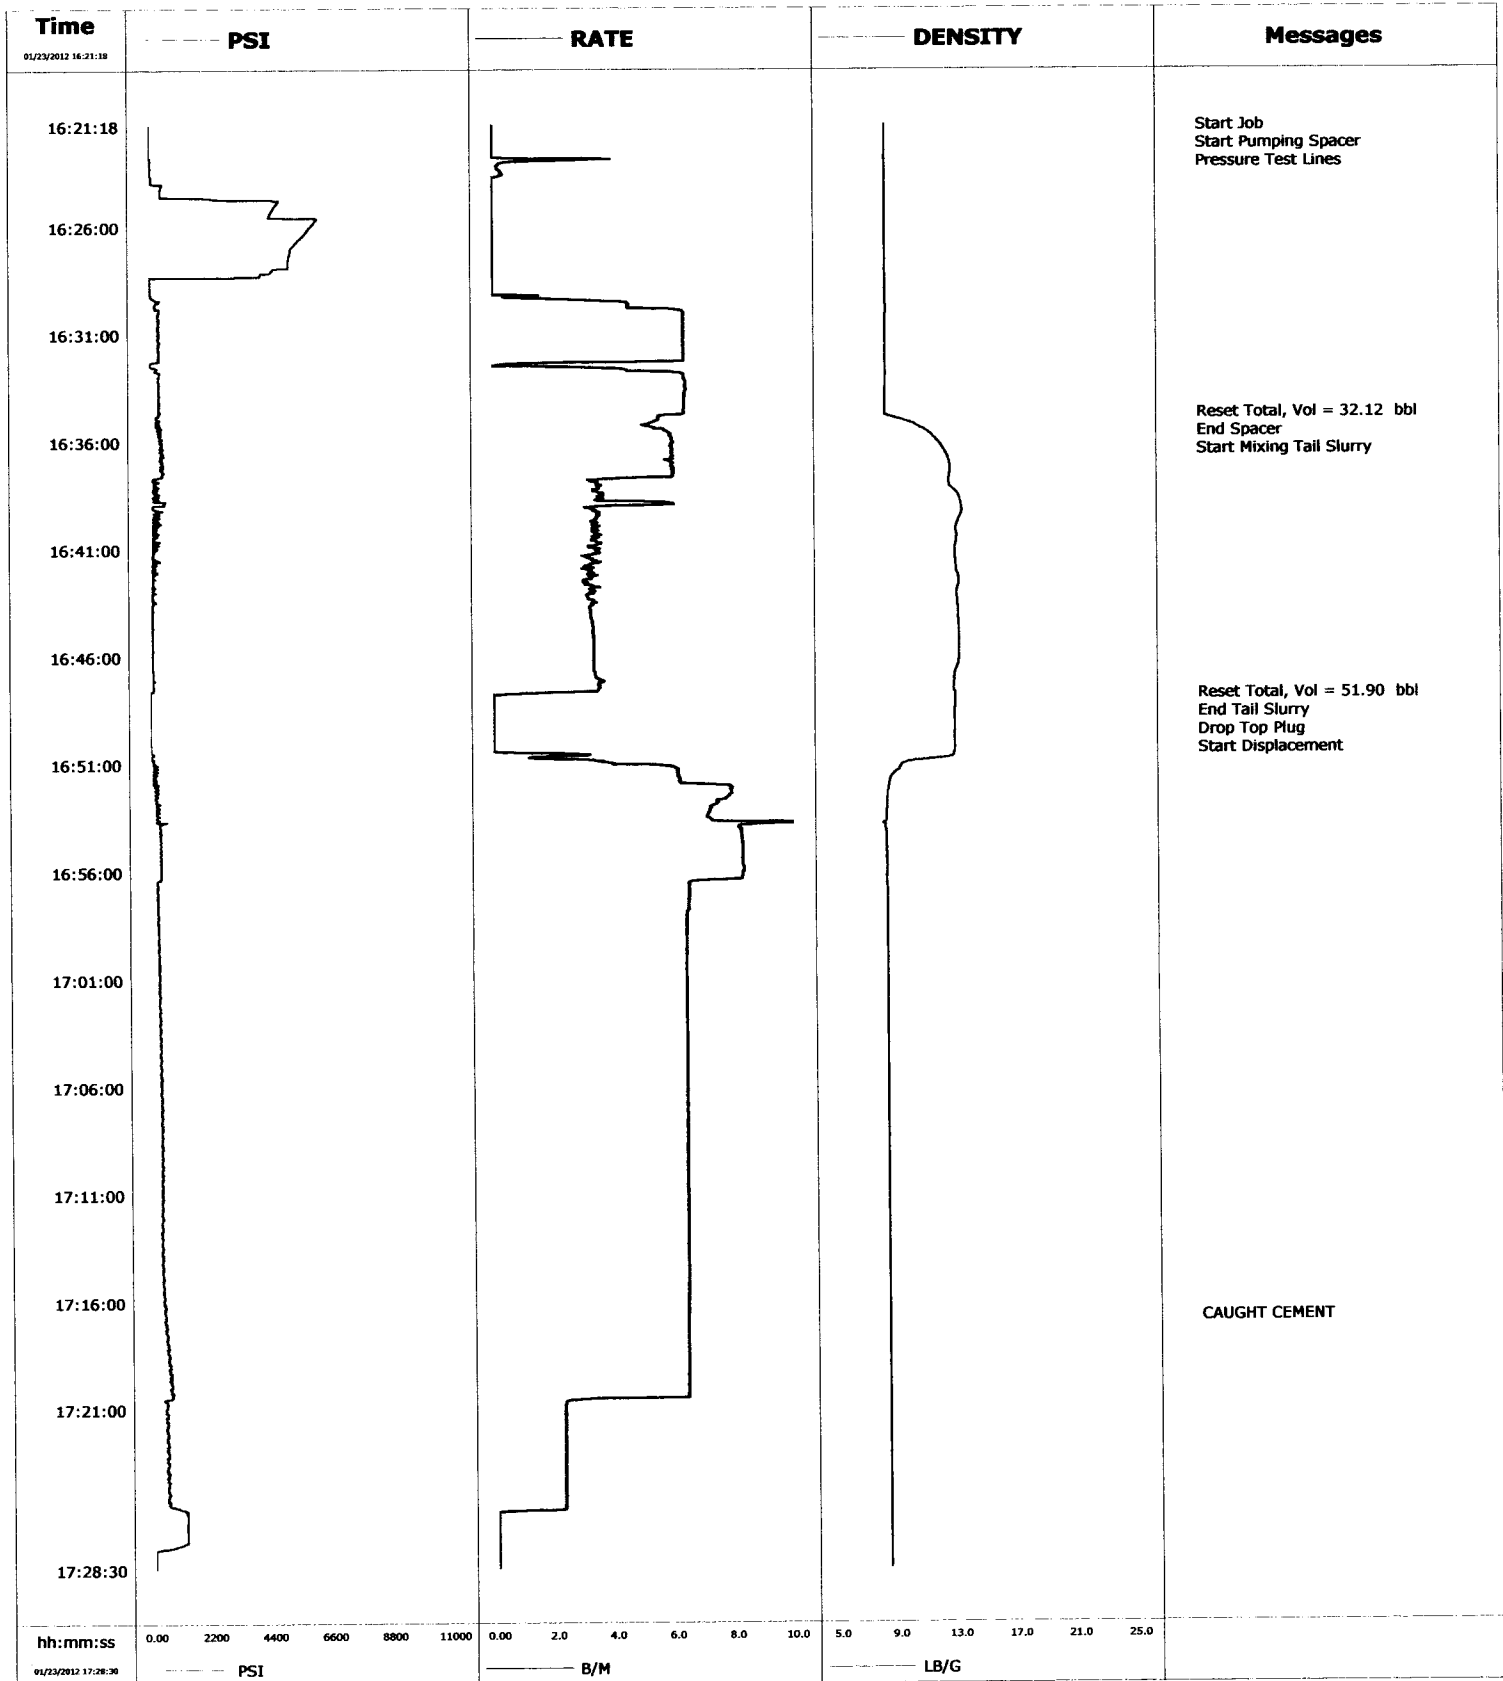 Time PSI RATE DENSITY Messages
01/23/2012 16:21:18
16:21:18
Start Job
Start Pumping Spacer
Pressure Test Lines
16:26:00
16:31:00
Reset Total, Vol = 32.12 bbl
End Spacer
16:36:00
Start Mixing Tail Slurry
16:41:00
16:46:00
Reset Total, Vol = 51.90 bbl
End Tail Slurry
Drop Top Plug
Start Displacement
16:51:00
16:56:00
17:01:00
17:06:00
17:11:00
17:16:00
CAUGHT CEMENT
17:21:00
17:28:30
hh:mm:ss 0.00 2200 4400 6600 8800 11000 0.00 2.0 4.0 6.0 8.0 10.0 5.0 9.0 13.0 17.0 21.0 25.0
01/23/2012 17:28:30 PSI B/M LB/G